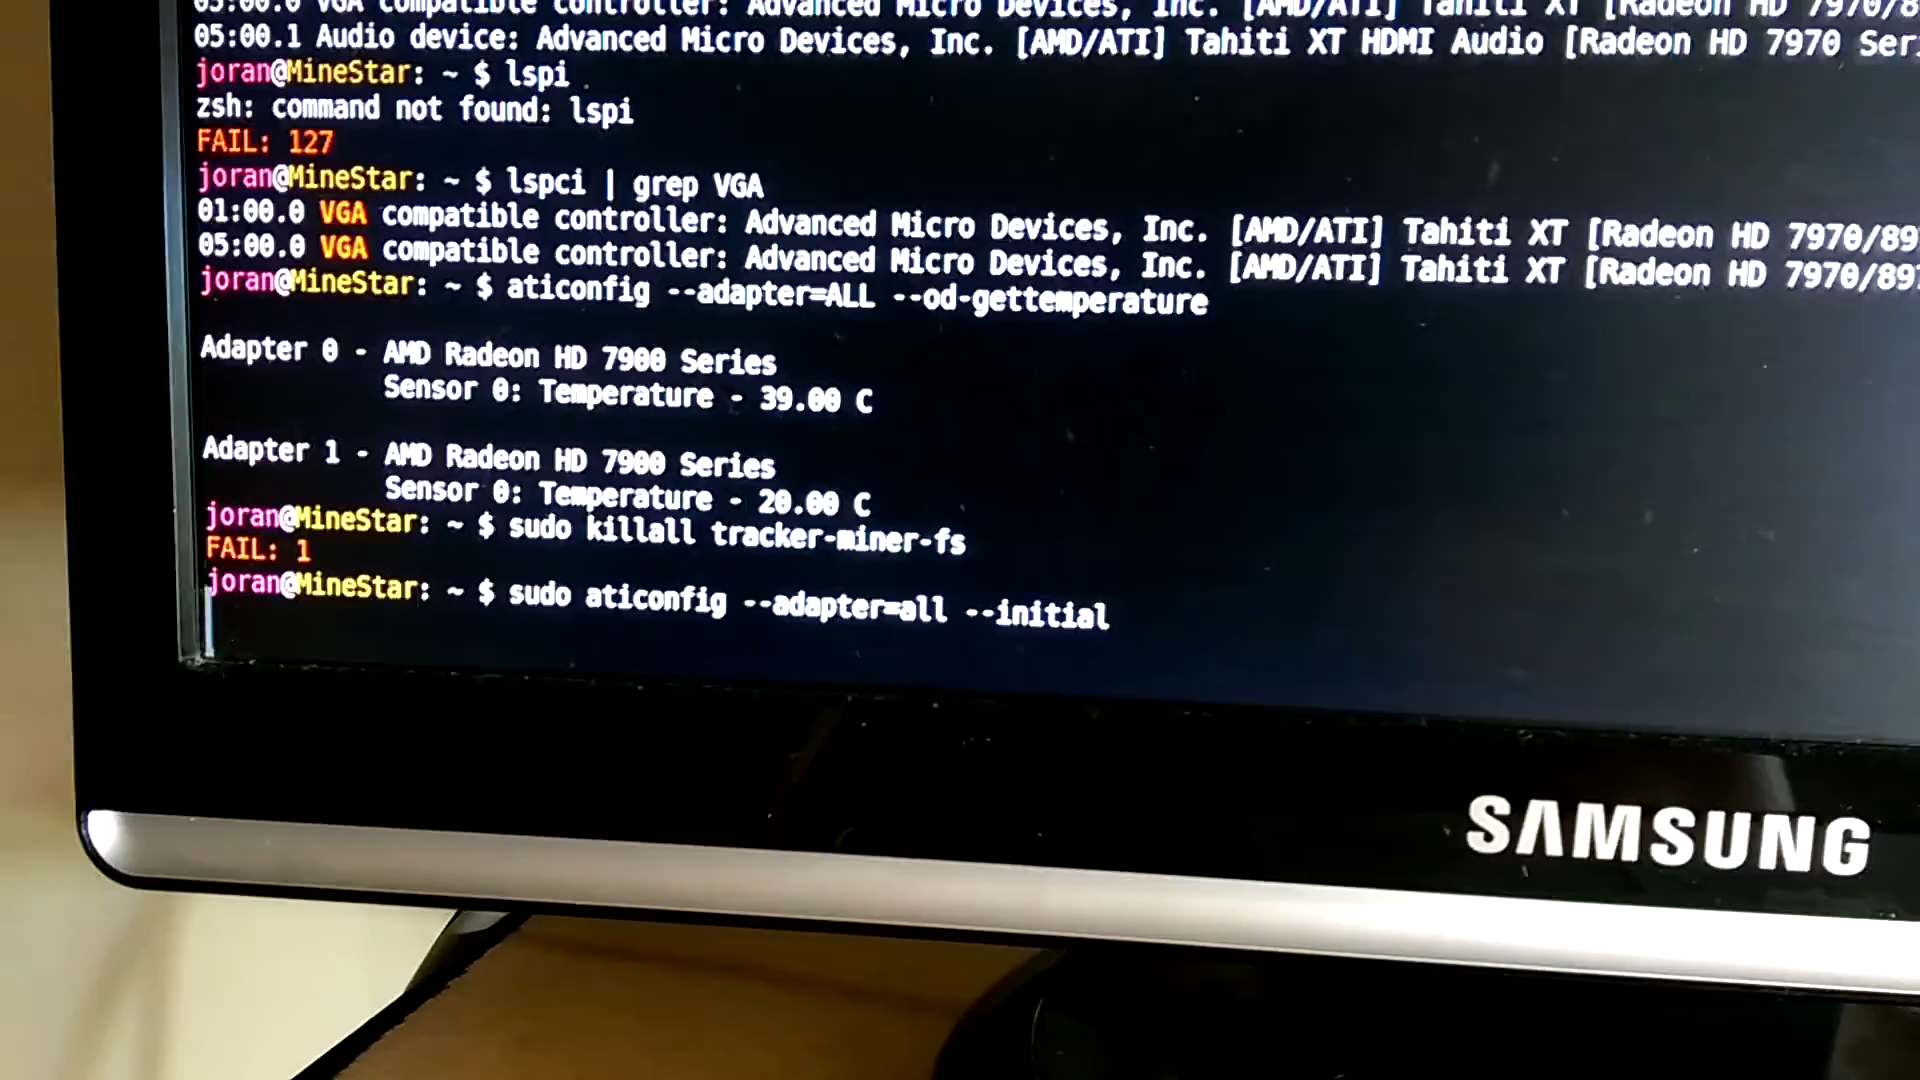 05:00.0 VGA compatible controller: Advanced Micro Devices, Inc. [AMD/ATI] Tahiti XT [Radeon HD 7970/8
05:00.1 Audio device: Advanced Micro Devices, Inc. [AMD/ATI] Tahiti XT HDMI Audio [Radeon HD 7970 Ser
joran@MineStar: ~ $ lspi
zsh: command not found: lspi
FAIL: 127
joran@MineStar: ~ $ lspci | grep VGA
01:00.0 VGA compatible controller: Advanced Micro Devices, Inc. [AMD/ATI] Tahiti XT [Radeon HD 7970/89
05:00.0 VGA compatible controller: Advanced Micro Devices, Inc. [AMD/ATI] Tahiti XT [Radeon HD 7970/897
joran@MineStar: ~ $ aticonfig --adapter=ALL --od-gettemperature
Adapter 0 - AMD Radeon HD 7900 Series
Sensor 0: Temperature - 39.00 C
Adapter 1 - AMD Radeon HD 7900 Series
Sensor 0: Temperature - 20.00 C
joran@MineStar: ~ $ sudo killall tracker-miner-fs
FAIL: 1
joran@MineStar: ~ $ sudo aticonfig --adapter=all --initial
SAMSUNG